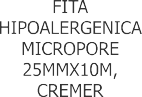 FITA
HIPOALERGENICA
MICROPORE
25MMX10M,
CREMER